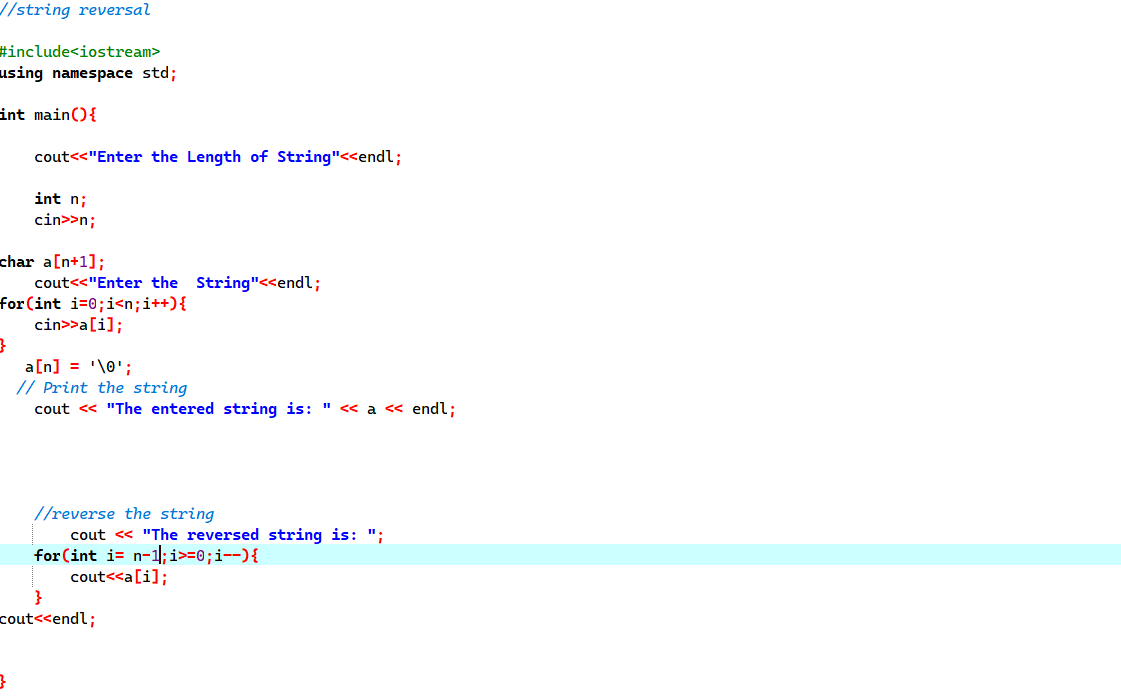 //string reversal
#include<iostream>
using namespace std;
int main(){
cout<<"Enter the Length of String"<<endl;
int n;
cin>>n;
char a[n+1];
cout<<"Enter the  String"<<endl;
for(int i=0;i<n;i++){
cin>>a[i];
}
a[n] = '\0';
// Print the string
cout << "The entered string is: " << a << endl;
//reverse the string
cout << "The reversed string is: ";
for(int i= n-1;i>=0;i--){
cout<<a[i];
}
cout<<endl;
}